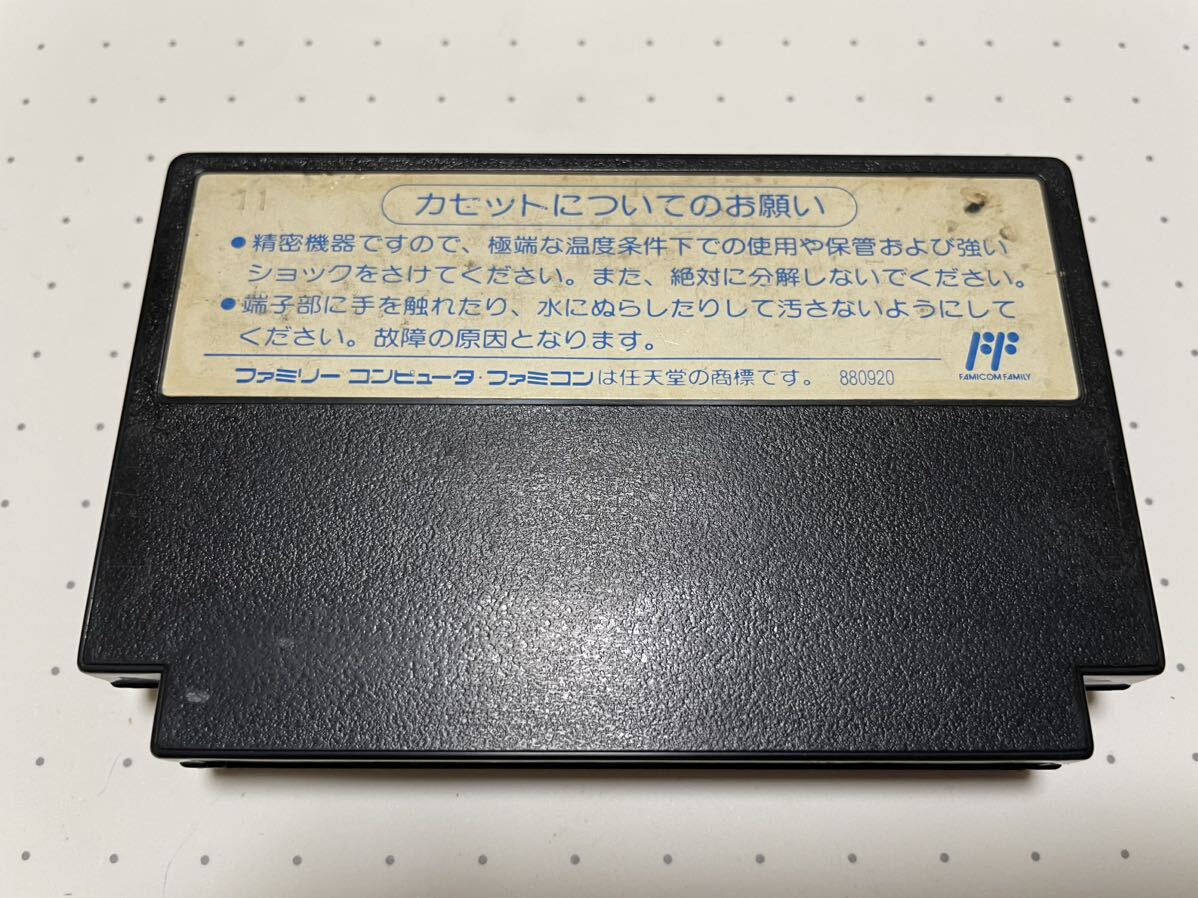 11
カセットについてのお願い
●精密機器ですので、極端な温度条件下での使用や保管および強い
ショックをさけてください。また、絶対に分解しないでください。
●端子部に手を触れたり、水にぬらしたりして汚さないようにして
ください。故障の原因となります。
FF
FAMICOM FAMILY
ファミリーコンピュータ・ファミコンは任天堂の商標です。 880920